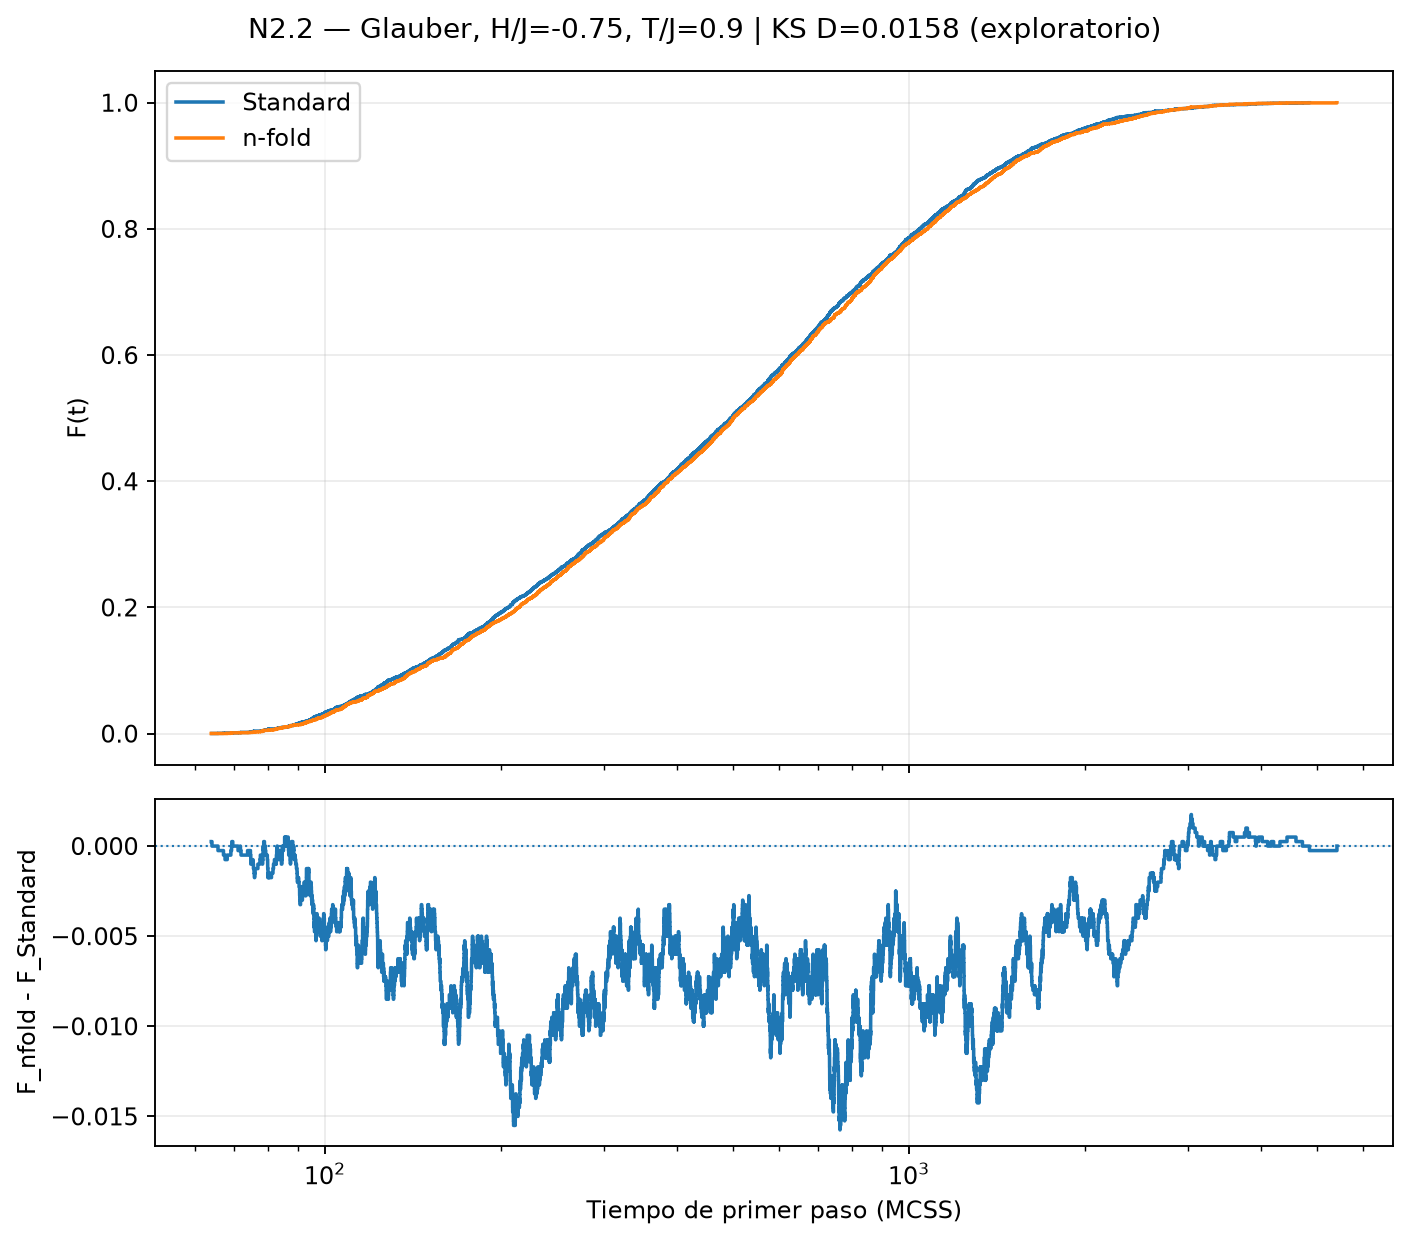 N2.2 — Glauber, H/J=-0.75, T/J=0.9 | KS D=0.0158 (exploratorio)
Standard
n-fold
1.0
0.8
0.6
0.4
0.2
0.0
F(t)
0.000
−0.005
−0.010
−0.015
F_nfold - F_Standard
10²
10³
Tiempo de primer paso (MCSS)